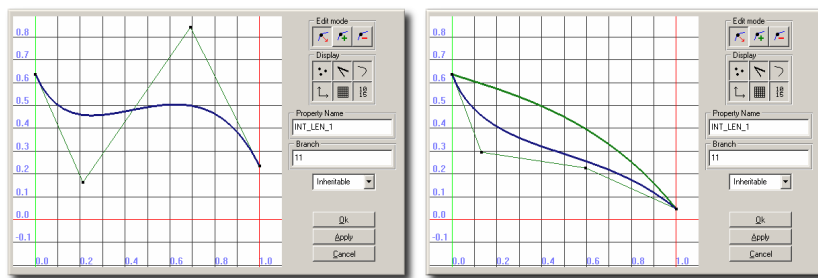 Edit mode
Display
Property Name
INT_LEN_1
Branch
11
Inheritable
Ok
Apply
Cancel
0.8
0.7
0.6
0.5
0.4
0.3
0.2
0.1
0.0
-0.1
0.0 0.2 0.4 0.6 0.8 1.0
Edit mode
Display
Property Name
INT_LEN_1
Branch
11
Inheritable
Ok
Apply
Cancel
0.8
0.7
0.6
0.5
0.4
0.3
0.2
0.1
0.0
-0.1
0.0 0.2 0.4 0.6 0.8 1.0